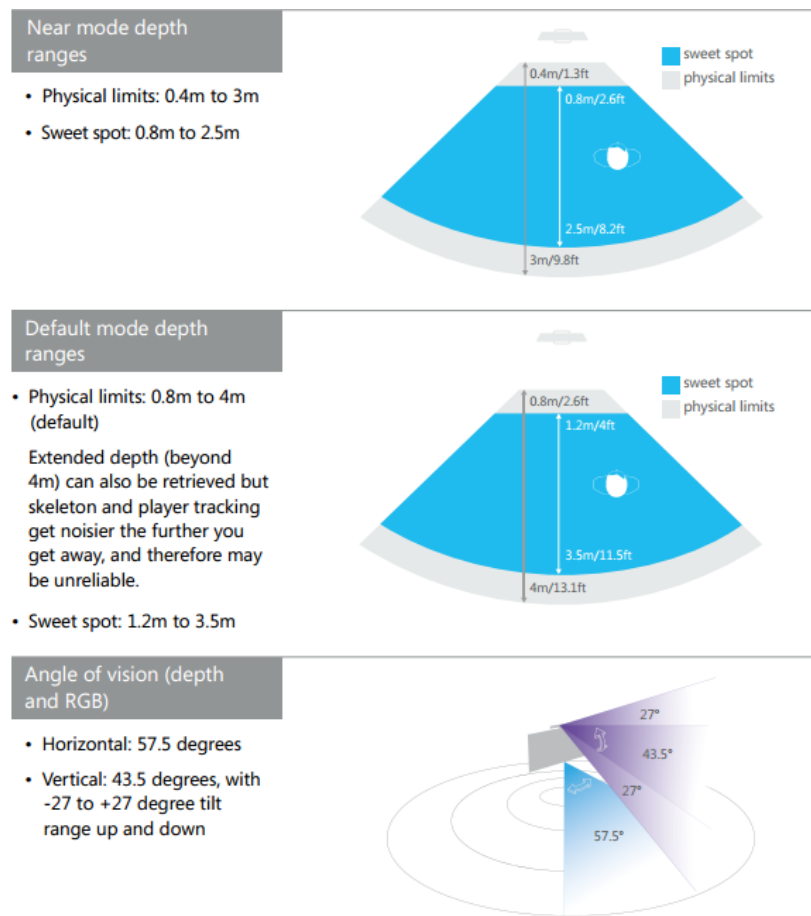 Near mode depth
ranges
• Physical limits: 0.4m to 3m
• Sweet spot: 0.8m to 2.5m
sweet spot
physical limits
0.4m/1.3ft
0.8m/2.6ft
2.5m/8.2ft
3m/9.8ft
Default mode depth
ranges
• Physical limits: 0.8m to 4m
(default)
Extended depth (beyond
4m) can also be retrieved but
skeleton and player tracking
get noisier the further you
get away, and therefore may
be unreliable.
• Sweet spot: 1.2m to 3.5m
sweet spot
physical limits
0.8m/2.6ft
1.2m/4ft
3.5m/11.5ft
4m/13.1ft
Angle of vision (depth
and RGB)
• Horizontal: 57.5 degrees
• Vertical: 43.5 degrees, with
-27 to +27 degree tilt
range up and down
27°
43.5°
27°
57.5°